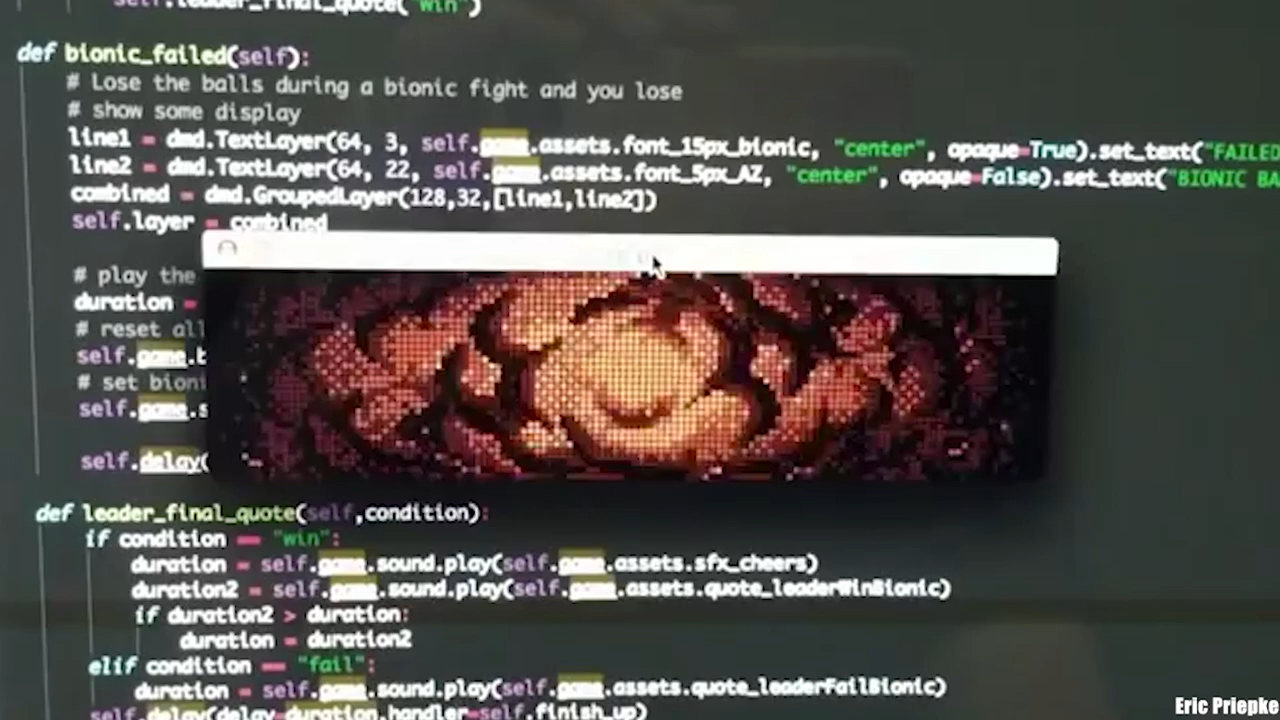 self.leader_final_quote("win")
def bionic_failed(self):
# Lose the balls during a bionic fight and you lose
# show some display
line1 = dmd.TextLayer(64, 3, self.game.assets.font_15px_bionic, "center", opaque=True).set_text("FAILED
line2 = dmd.TextLayer(64, 22, self.game.assets.font_5px_AZ, "center", opaque=False).set_text("BIONIC BA
combined = dmd.GroupedLayer(128,32,[line1,line2])
self.layer = combined
# play the
duration =
# reset all
self.game.b
# set bioni
self.game.s
self.delay(
def leader_final_quote(self,condition):
if condition == "win":
duration = self.game.sound.play(self.game.assets.sfx_cheers)
duration2 = self.game.sound.play(self.game.assets.quote_leaderWinBionic)
if duration2 > duration:
duration = duration2
elif condition == "fail":
duration = self.game.sound.play(self.game.assets.quote_leaderFailBionic)
self.delay(delay=duration,handler=self.finish_up)
Eric Priepke